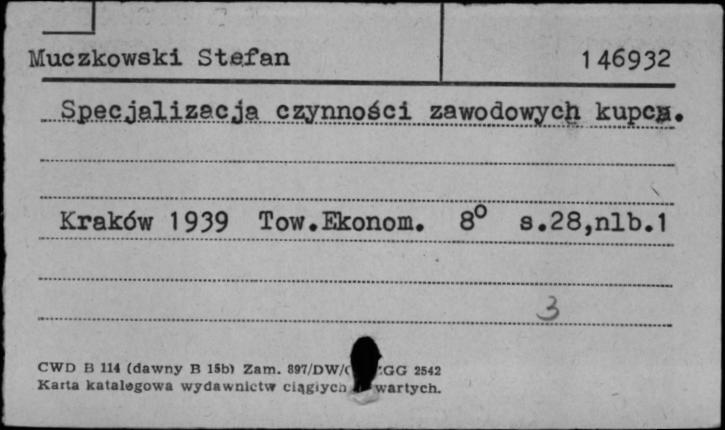 Muczkowski Stefan 146932
Specjalizacja czynności zawodowych kupca.
Kraków 1939 Tow.Ekonom. 8° s.28,nlb.1
3
CWD B 114 (dawny B 15b) Zam. 897/DW/ GG 2542
Karta katalogowa wydawnictw ciągłych wartych.